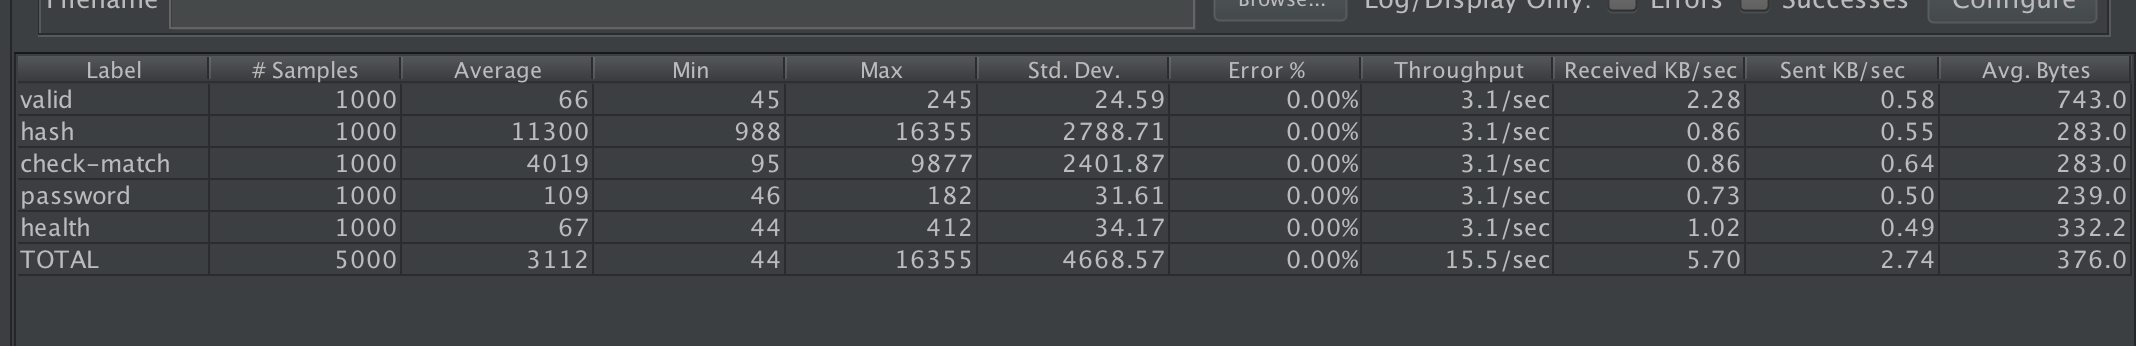 Filename Browse... Log/Display Only: Errors Successes Configure
Label # Samples Average Min Max Std. Dev. Error % Throughput Received KB/sec Sent KB/sec Avg. Bytes
valid 1000 66 45 245 24.59 0.00% 3.1/sec 2.28 0.58 743.0
hash 1000 11300 988 16355 2788.71 0.00% 3.1/sec 0.86 0.55 283.0
check-match 1000 4019 95 9877 2401.87 0.00% 3.1/sec 0.86 0.64 283.0
password 1000 109 46 182 31.61 0.00% 3.1/sec 0.73 0.50 239.0
health 1000 67 44 412 34.17 0.00% 3.1/sec 1.02 0.49 332.2
TOTAL 5000 3112 44 16355 4668.57 0.00% 15.5/sec 5.70 2.74 376.0